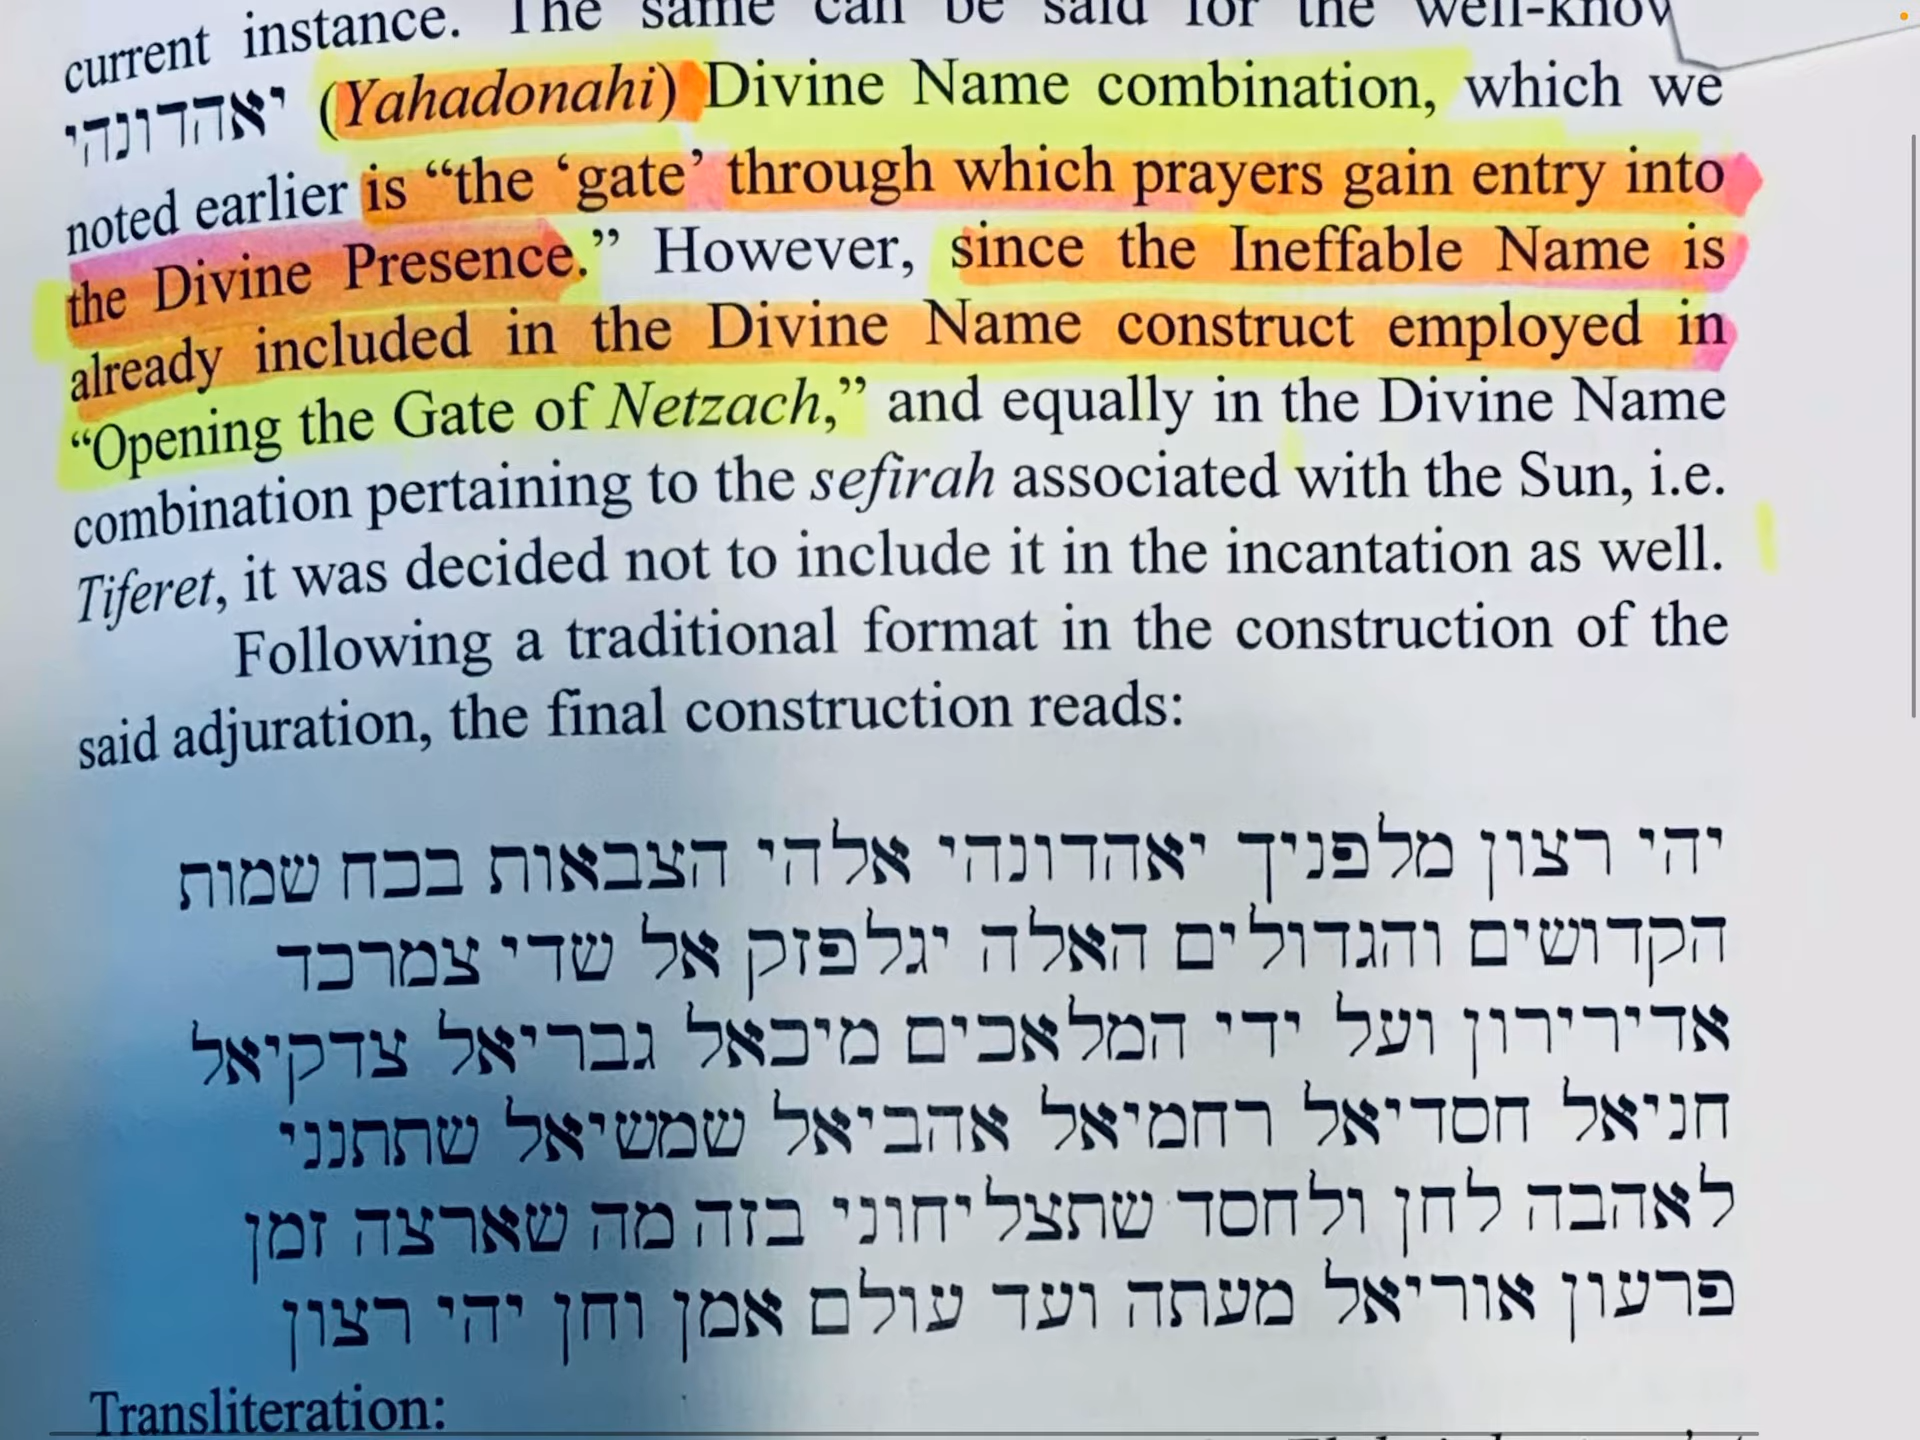 current instance. The same can be said for the
יאהדונהי (Yahadonahi) Divine Name combination, which we
noted earlier is “the ‘gate’ through which prayers gain entry into
the Divine Presence.” However, since the Ineffable Name is
already included in the Divine Name construct employed in
“Opening the Gate of Netzach,” and equally in the Divine Name
combination pertaining to the sefirah associated with the Sun, i.e.
Tiferet, it was decided not to include it in the incantation as well.
Following a traditional format in the construction of the
said adjuration, the final construction reads:
יהי רצון מלפניך יאהדונהי אלהי הצבאות בכח שמות
הקדושים והגדולים האלה יגלפזק אל שדי צמרכד
אדירירון ועל ידי המלאכים מיכאל גבריאל צדקיאל
חניאל חסדיאל רחמיאל אהביאל שמשיאל שתתנני
לאהבה לחן ולחסד שתצליחוני בזה מה שארצה זמן
פרעון אוריאל מעתה ועד עולם אמן וחן יהי רצון
Transliteration: